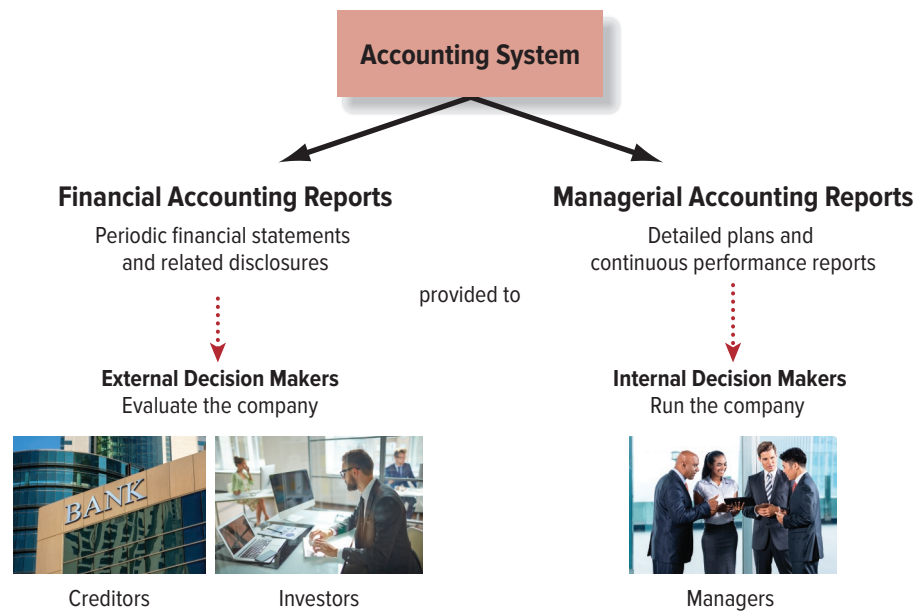 Accounting System
Financial Accounting Reports
Periodic financial statements
and related disclosures
Managerial Accounting Reports
Detailed plans and
continuous performance reports
provided to
External Decision Makers
Evaluate the company
Internal Decision Makers
Run the company
BANK
Creditors
Investors
Managers